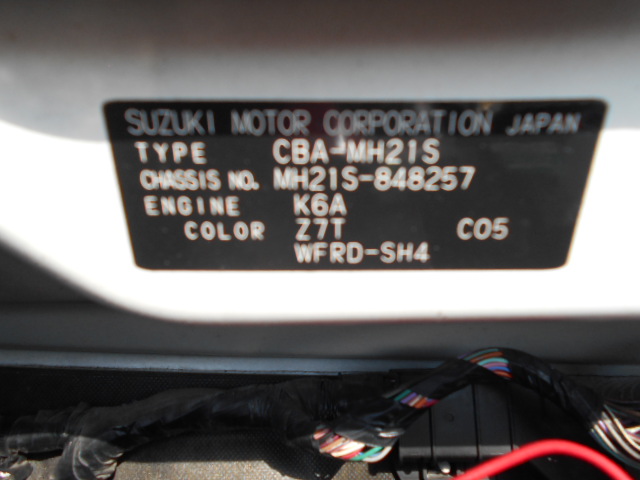 SUZUKI MOTOR CORPORATION JAPAN
TYPE CBA-MH21S
CHASSIS NO. MH21S-848257
ENGINE K6A
COLOR Z7T C05
WFRD-SH4